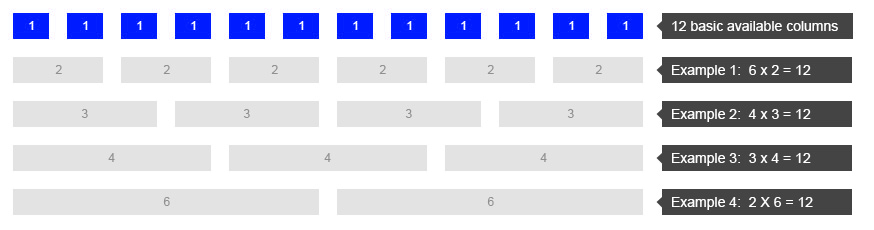 1 1 1 1 1 1 1 1 1 1 1 1 12 basic available columns
2 2 2 2 2 2 Example 1: 6 x 2 = 12
3 3 3 3 Example 2: 4 x 3 = 12
4 4 4 Example 3: 3 x 4 = 12
6 6 Example 4: 2 X 6 = 12